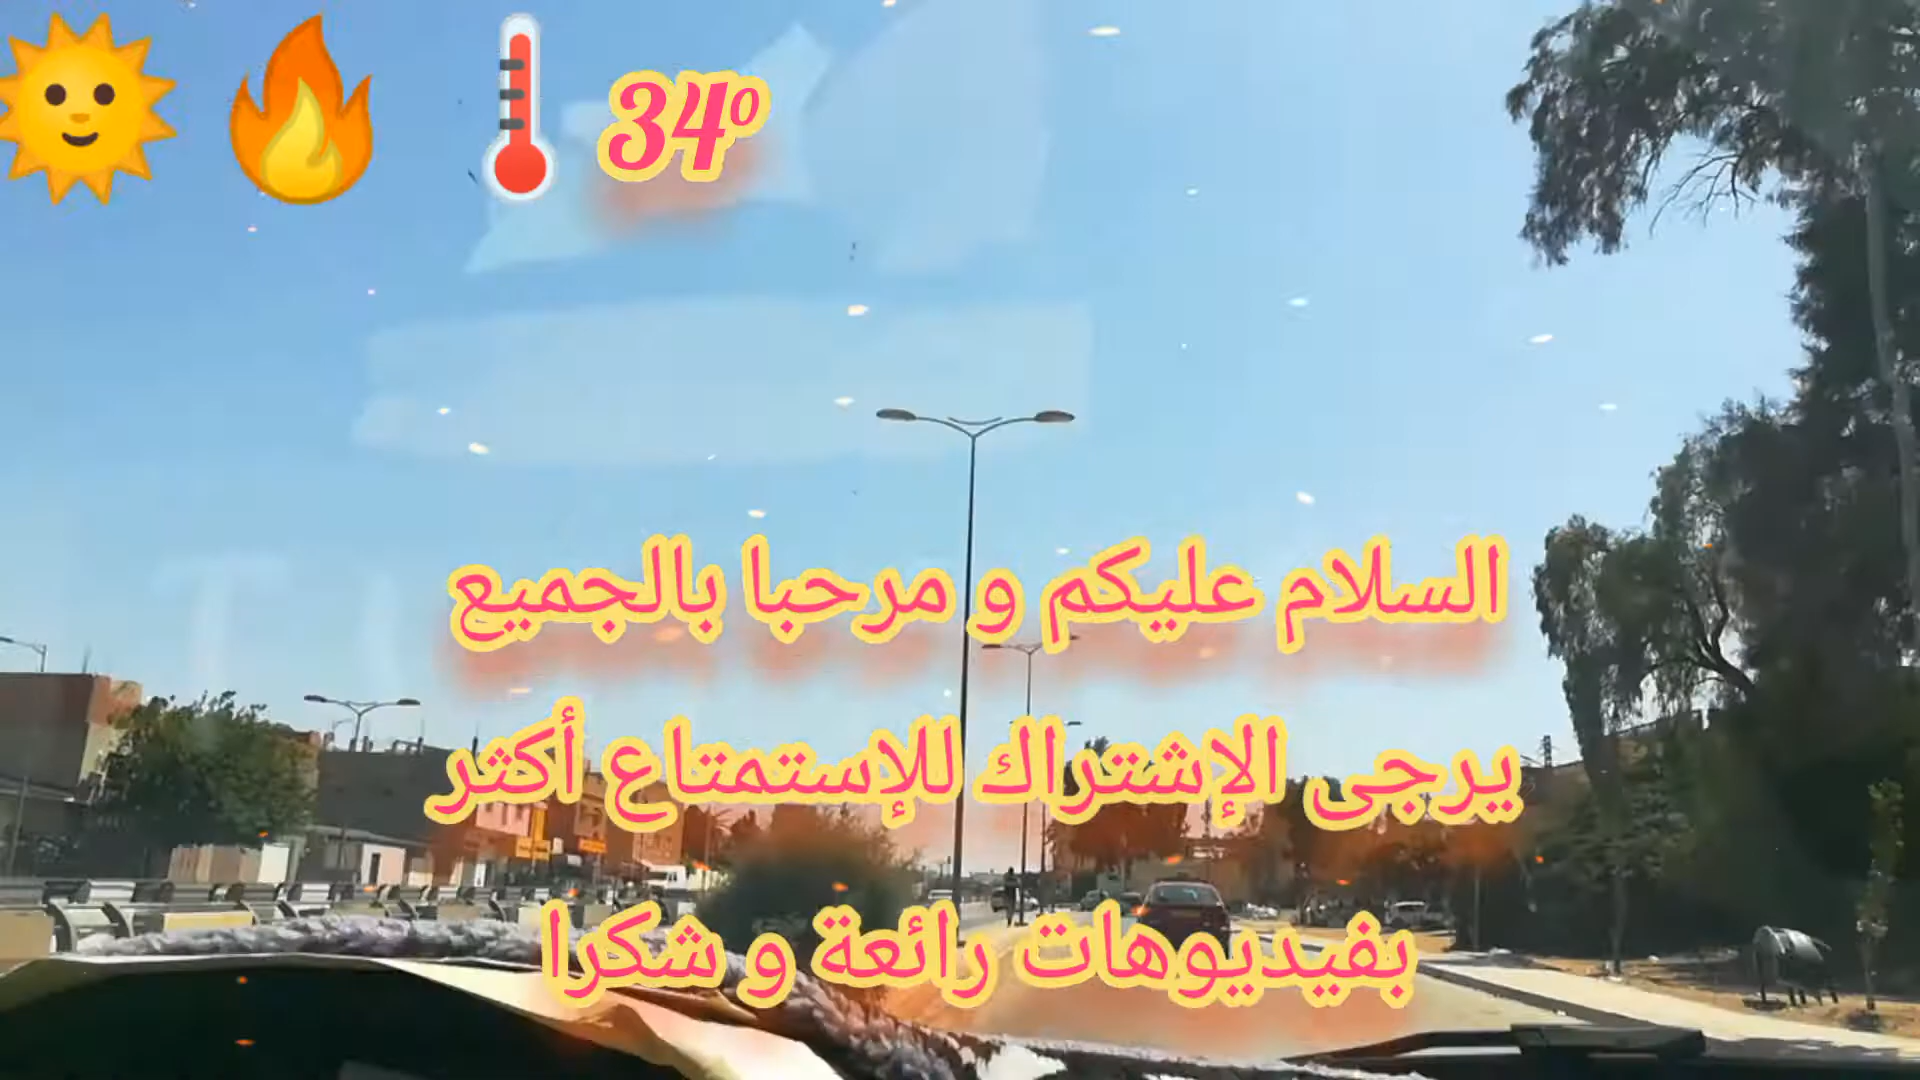 34°
السلام عليكم و مرحبا بالجميع
يرجى الإشتراك للإستمتاع أكثر
بفيديوهات رائعة و شكرا